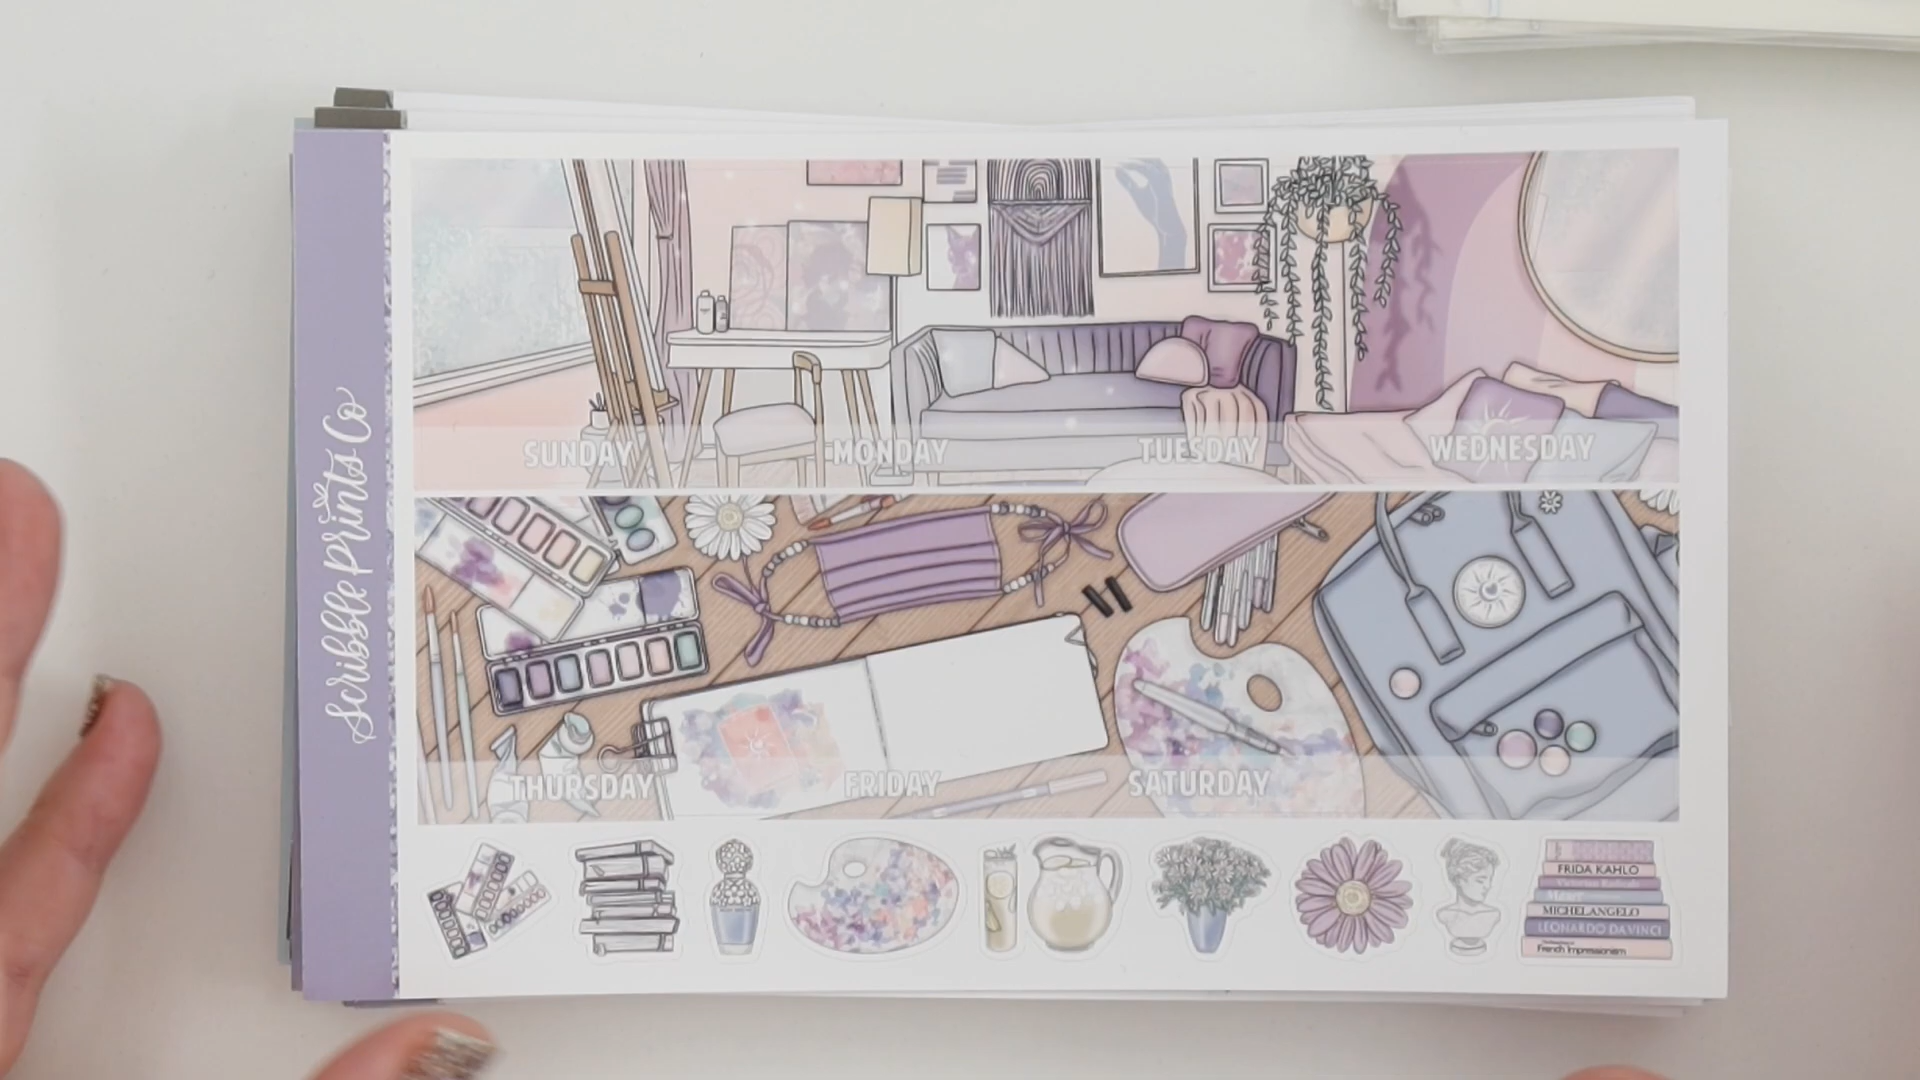 Scribble Prints Co
SUNDAY
MONDAY
TUESDAY
WEDNESDAY
THURSDAY
FRIDAY
SATURDAY
FRIDA KAHLO
MICHELANGELO
LEONARDO DAVINCI
French Impressionism